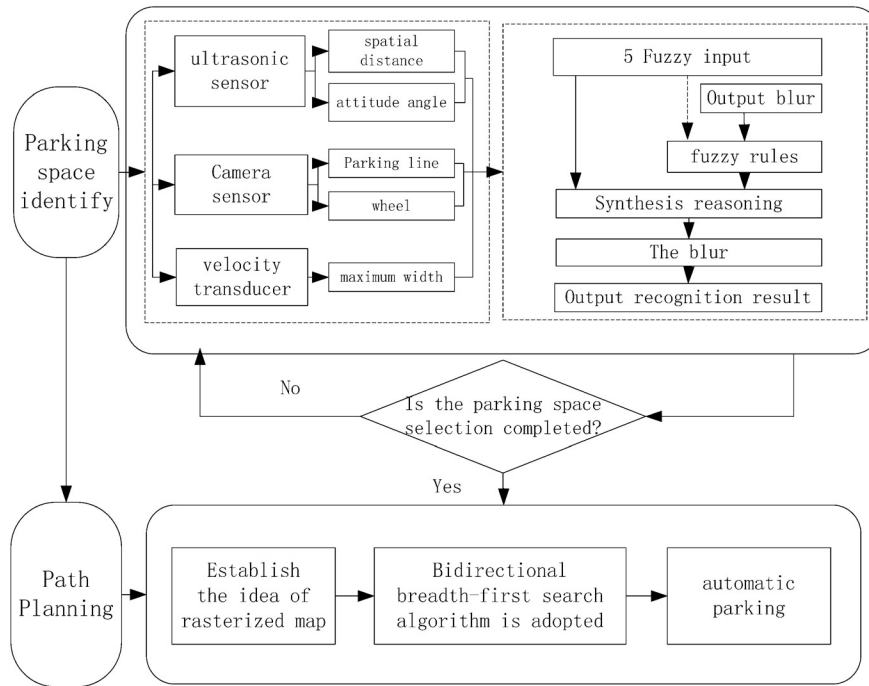 Parking
space
identify
ultrasonic
sensor
spatial
distance
attitude angle
Camera
sensor
Parking line
wheel
velocity
transducer
maximum width
5 Fuzzy input
Output blur
fuzzy rules
Synthesis reasoning
The blur
Output recognition result
No
Is the parking space
selection completed?
Yes
Path
Planning
Establish
the idea of
rasterized map
Bidirectional
breadth-first search
algorithm is adopted
automatic
parking